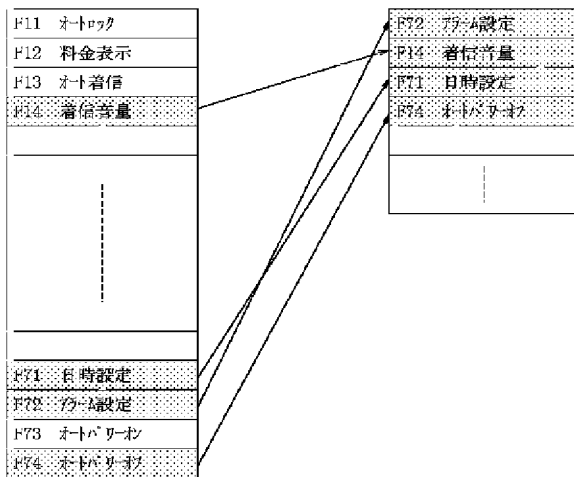 F11 オートロック
F12 料金表示
F13 オート着信
F14 着信音量
F71 日時設定
F72 アラーム設定
F73 オートパワーオン
F74 オートパワーオフ
F72 アラーム設定
F14 着信音量
F71 日時設定
F74 オートパワーオフ